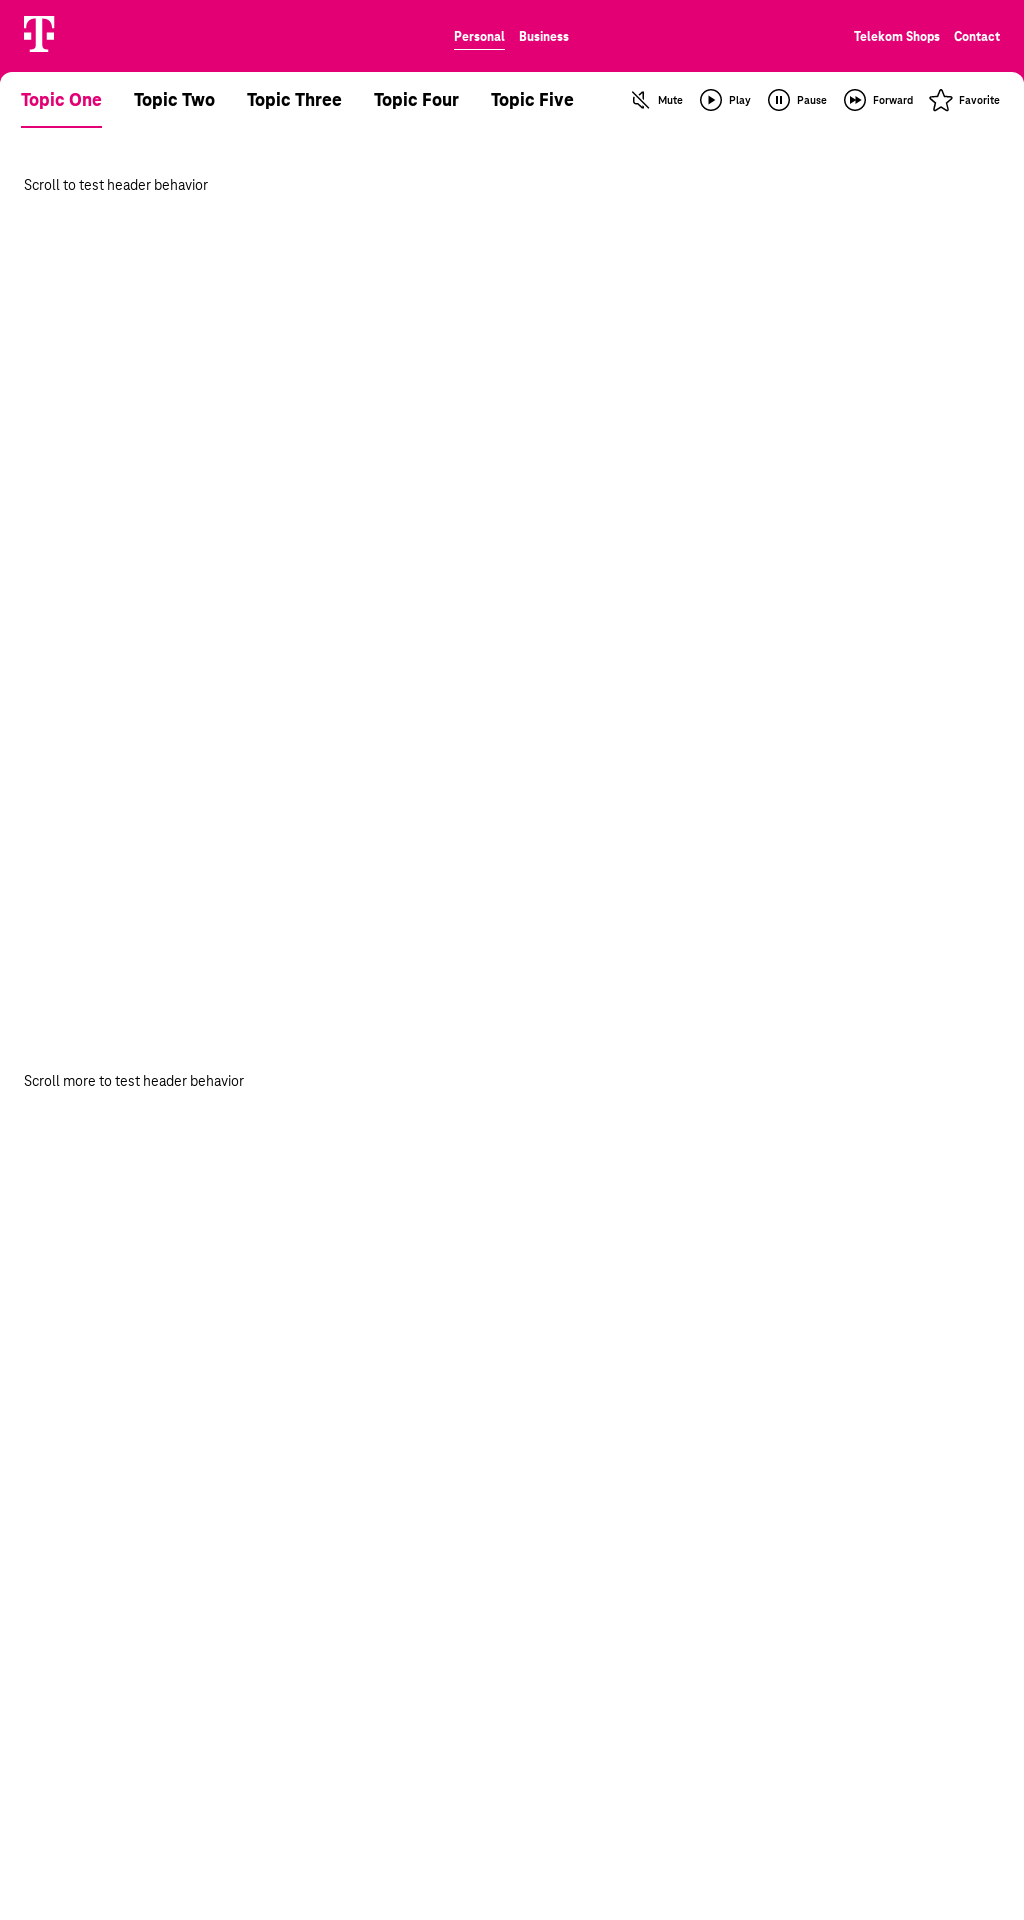 T
Personal Business Telekom Shops Contact
Topic One Topic Two Topic Three Topic Four Topic Five Mute Play Pause Forward Favorite
Scroll to test header behavior
Scroll more to test header behavior